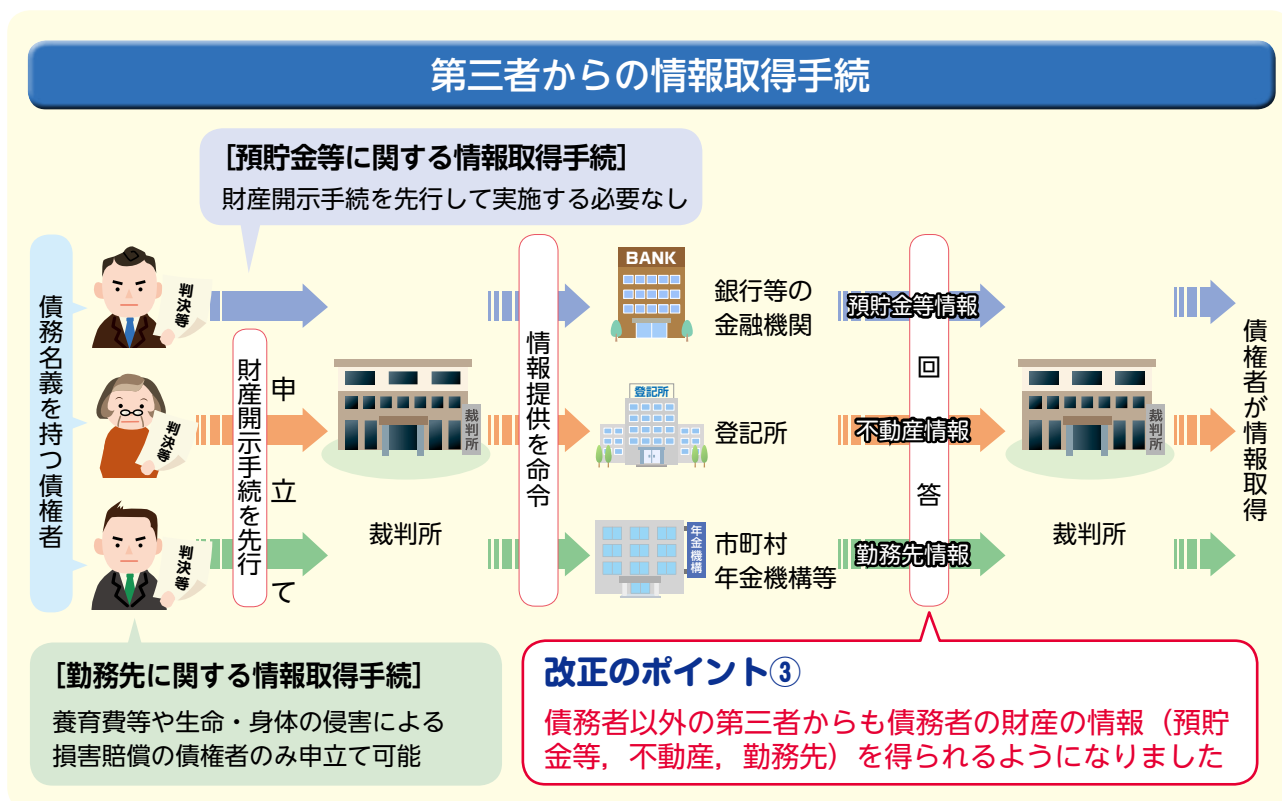 第三者からの情報取得手続
［預貯金等に関する情報取得手続］
財産開示手続を先行して実施する必要なし
債務名義を持つ債権者
判決等
判決等
判決等
財産開示手続を先行
申立て
裁判所
裁判所
情報提供を命令
BANK
銀行等の
金融機関
登記所
登記所
年金機構
市町村
年金機構等
預貯金等情報
不動産情報
勤務先情報
回答
裁判所
裁判所
債権者が情報取得
［勤務先に関する情報取得手続］
養育費等や生命・身体の侵害による
損害賠償の債権者のみ申立て可能
改正のポイント③
債務者以外の第三者からも債務者の財産の情報（預貯
金等，不動産，勤務先）を得られるようになりました